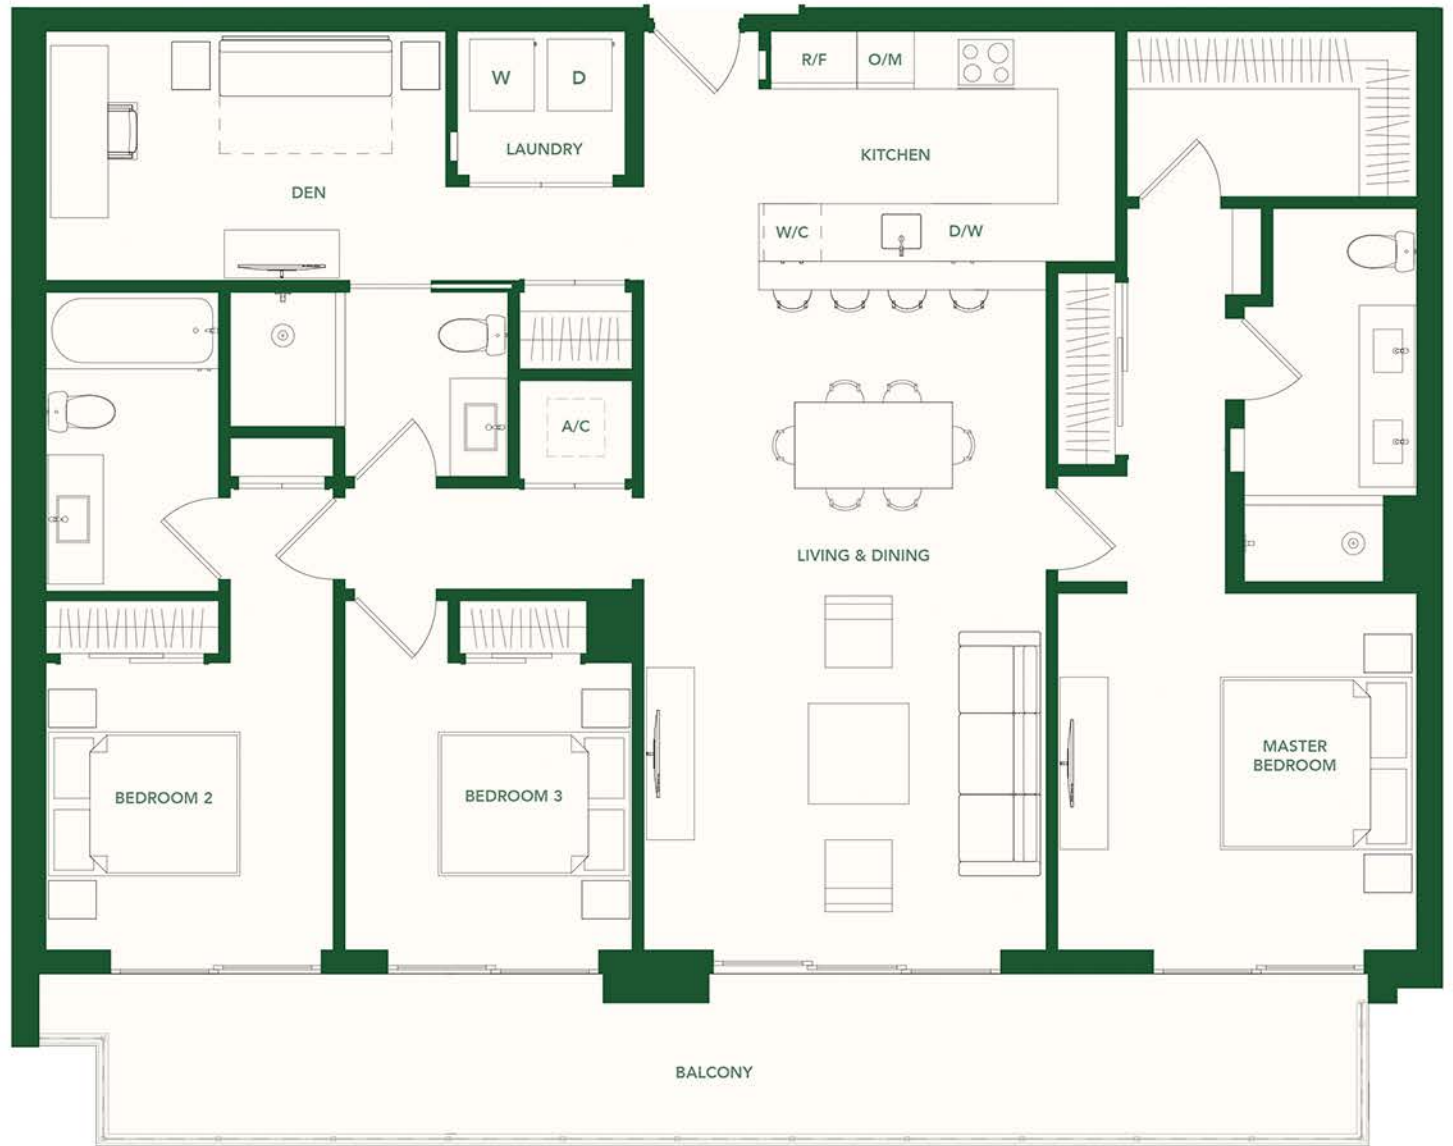 W
D
LAUNDRY
DEN
R/F
O/M
KITCHEN
W/C
D/W
A/C
LIVING & DINING
BEDROOM 2
BEDROOM 3
MASTER
BEDROOM
BALCONY